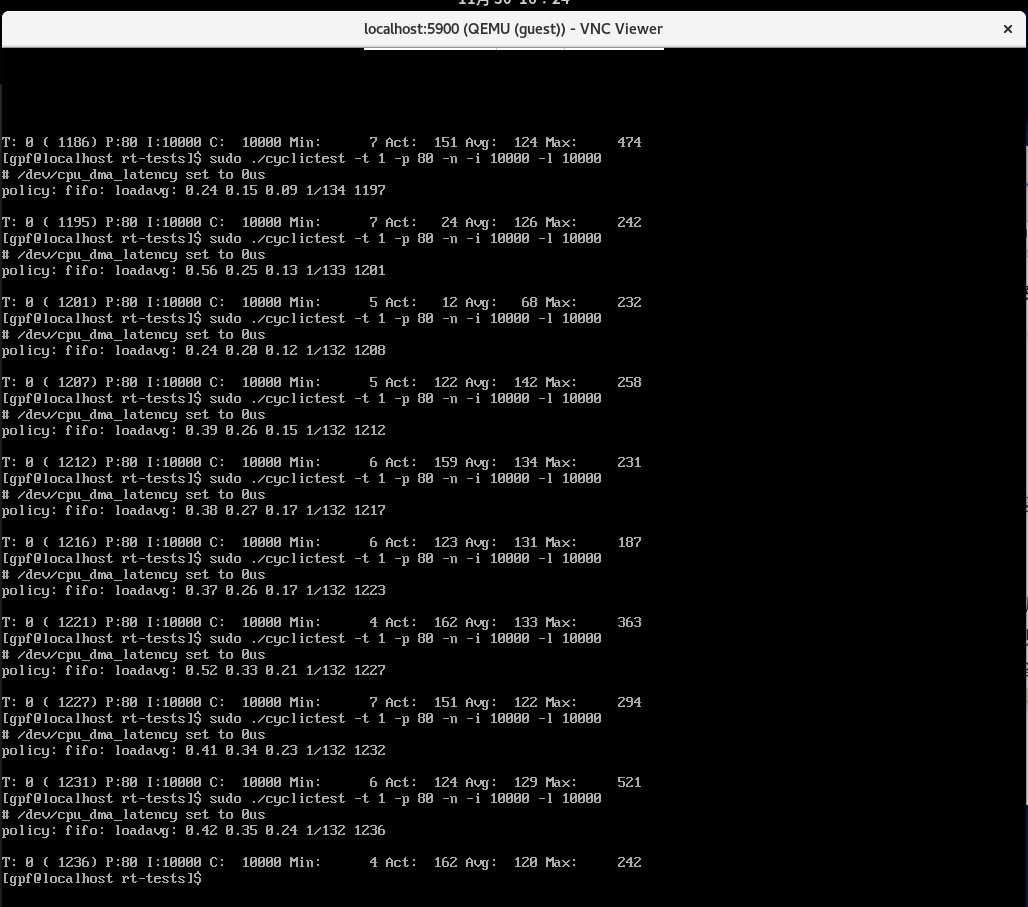 11月30 16：24
localhost:5900 (QEMU (guest)) - VNC Viewer
×
T: 0 ( 1186) P:80 I:10000 C:  10000 Min:      7 Act:  151 Avg:  124 Max:     474
[gpf@localhost rt-tests]$ sudo ./cyclictest -t 1 -p 80 -n -i 10000 -l 10000
# /dev/cpu_dma_latency set to 0us
policy: fifo: loadavg: 0.24 0.15 0.09 1/134 1197
T: 0 ( 1195) P:80 I:10000 C:  10000 Min:      7 Act:   24 Avg:  126 Max:     242
[gpf@localhost rt-tests]$ sudo ./cyclictest -t 1 -p 80 -n -i 10000 -l 10000
# /dev/cpu_dma_latency set to 0us
policy: fifo: loadavg: 0.56 0.25 0.13 1/133 1201
T: 0 ( 1201) P:80 I:10000 C:  10000 Min:      5 Act:   12 Avg:   68 Max:     232
[gpf@localhost rt-tests]$ sudo ./cyclictest -t 1 -p 80 -n -i 10000 -l 10000
# /dev/cpu_dma_latency set to 0us
policy: fifo: loadavg: 0.24 0.20 0.12 1/132 1208
T: 0 ( 1207) P:80 I:10000 C:  10000 Min:      5 Act:  122 Avg:  142 Max:     258
[gpf@localhost rt-tests]$ sudo ./cyclictest -t 1 -p 80 -n -i 10000 -l 10000
# /dev/cpu_dma_latency set to 0us
policy: fifo: loadavg: 0.39 0.26 0.15 1/132 1212
T: 0 ( 1212) P:80 I:10000 C:  10000 Min:      6 Act:  159 Avg:  134 Max:     231
[gpf@localhost rt-tests]$ sudo ./cyclictest -t 1 -p 80 -n -i 10000 -l 10000
# /dev/cpu_dma_latency set to 0us
policy: fifo: loadavg: 0.38 0.27 0.17 1/132 1217
T: 0 ( 1216) P:80 I:10000 C:  10000 Min:      6 Act:  123 Avg:  131 Max:     187
[gpf@localhost rt-tests]$ sudo ./cyclictest -t 1 -p 80 -n -i 10000 -l 10000
# /dev/cpu_dma_latency set to 0us
policy: fifo: loadavg: 0.37 0.26 0.17 1/132 1223
T: 0 ( 1221) P:80 I:10000 C:  10000 Min:      4 Act:  162 Avg:  133 Max:     363
[gpf@localhost rt-tests]$ sudo ./cyclictest -t 1 -p 80 -n -i 10000 -l 10000
# /dev/cpu_dma_latency set to 0us
policy: fifo: loadavg: 0.52 0.33 0.21 1/132 1227
T: 0 ( 1227) P:80 I:10000 C:  10000 Min:      7 Act:  151 Avg:  122 Max:     294
[gpf@localhost rt-tests]$ sudo ./cyclictest -t 1 -p 80 -n -i 10000 -l 10000
# /dev/cpu_dma_latency set to 0us
policy: fifo: loadavg: 0.41 0.34 0.23 1/132 1232
T: 0 ( 1231) P:80 I:10000 C:  10000 Min:      6 Act:  124 Avg:  129 Max:     521
[gpf@localhost rt-tests]$ sudo ./cyclictest -t 1 -p 80 -n -i 10000 -l 10000
# /dev/cpu_dma_latency set to 0us
policy: fifo: loadavg: 0.42 0.35 0.24 1/132 1236
T: 0 ( 1236) P:80 I:10000 C:  10000 Min:      4 Act:  162 Avg:  120 Max:     242
[gpf@localhost rt-tests]$